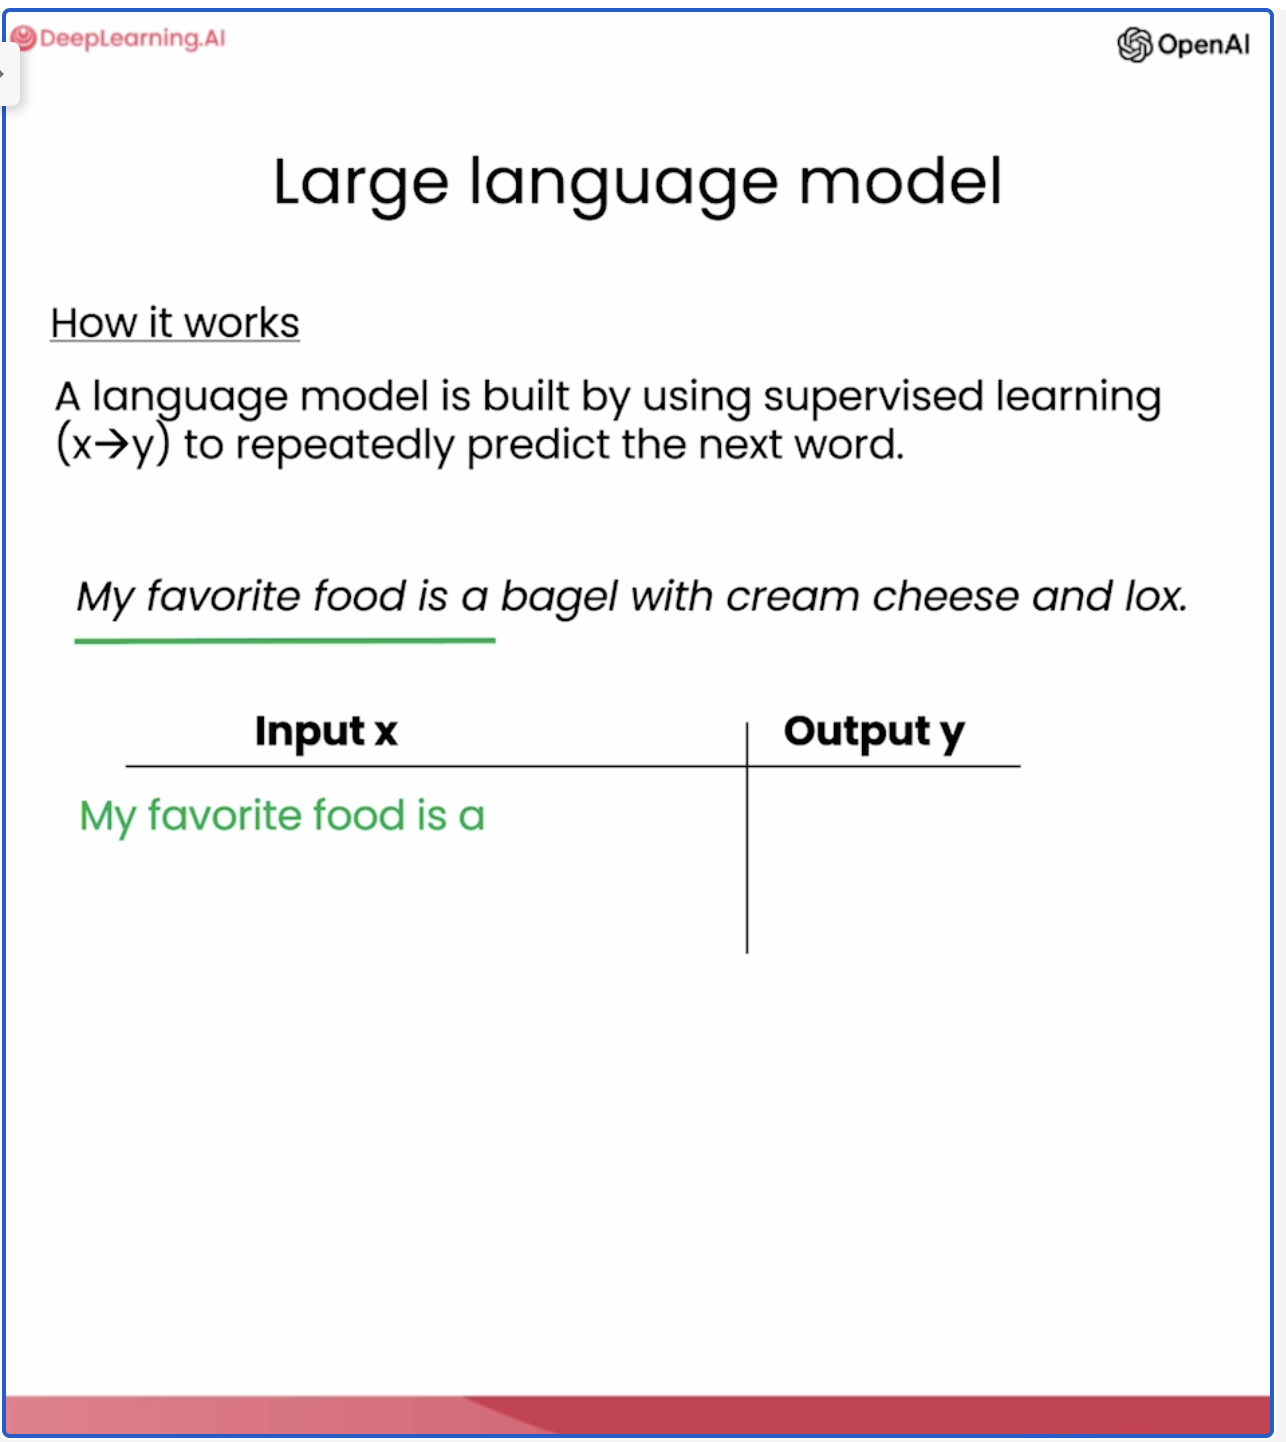 DeepLearning.AI
OpenAI
Large language model
How it works
A language model is built by using supervised learning
(x→y) to repeatedly predict the next word.
My favorite food is a bagel with cream cheese and lox.
Input x Output y
My favorite food is a